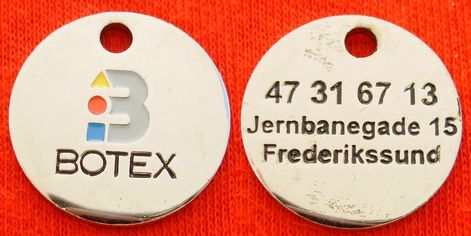 BOTEX
47 31 67 13
Jernbanegade 15
Frederikssund